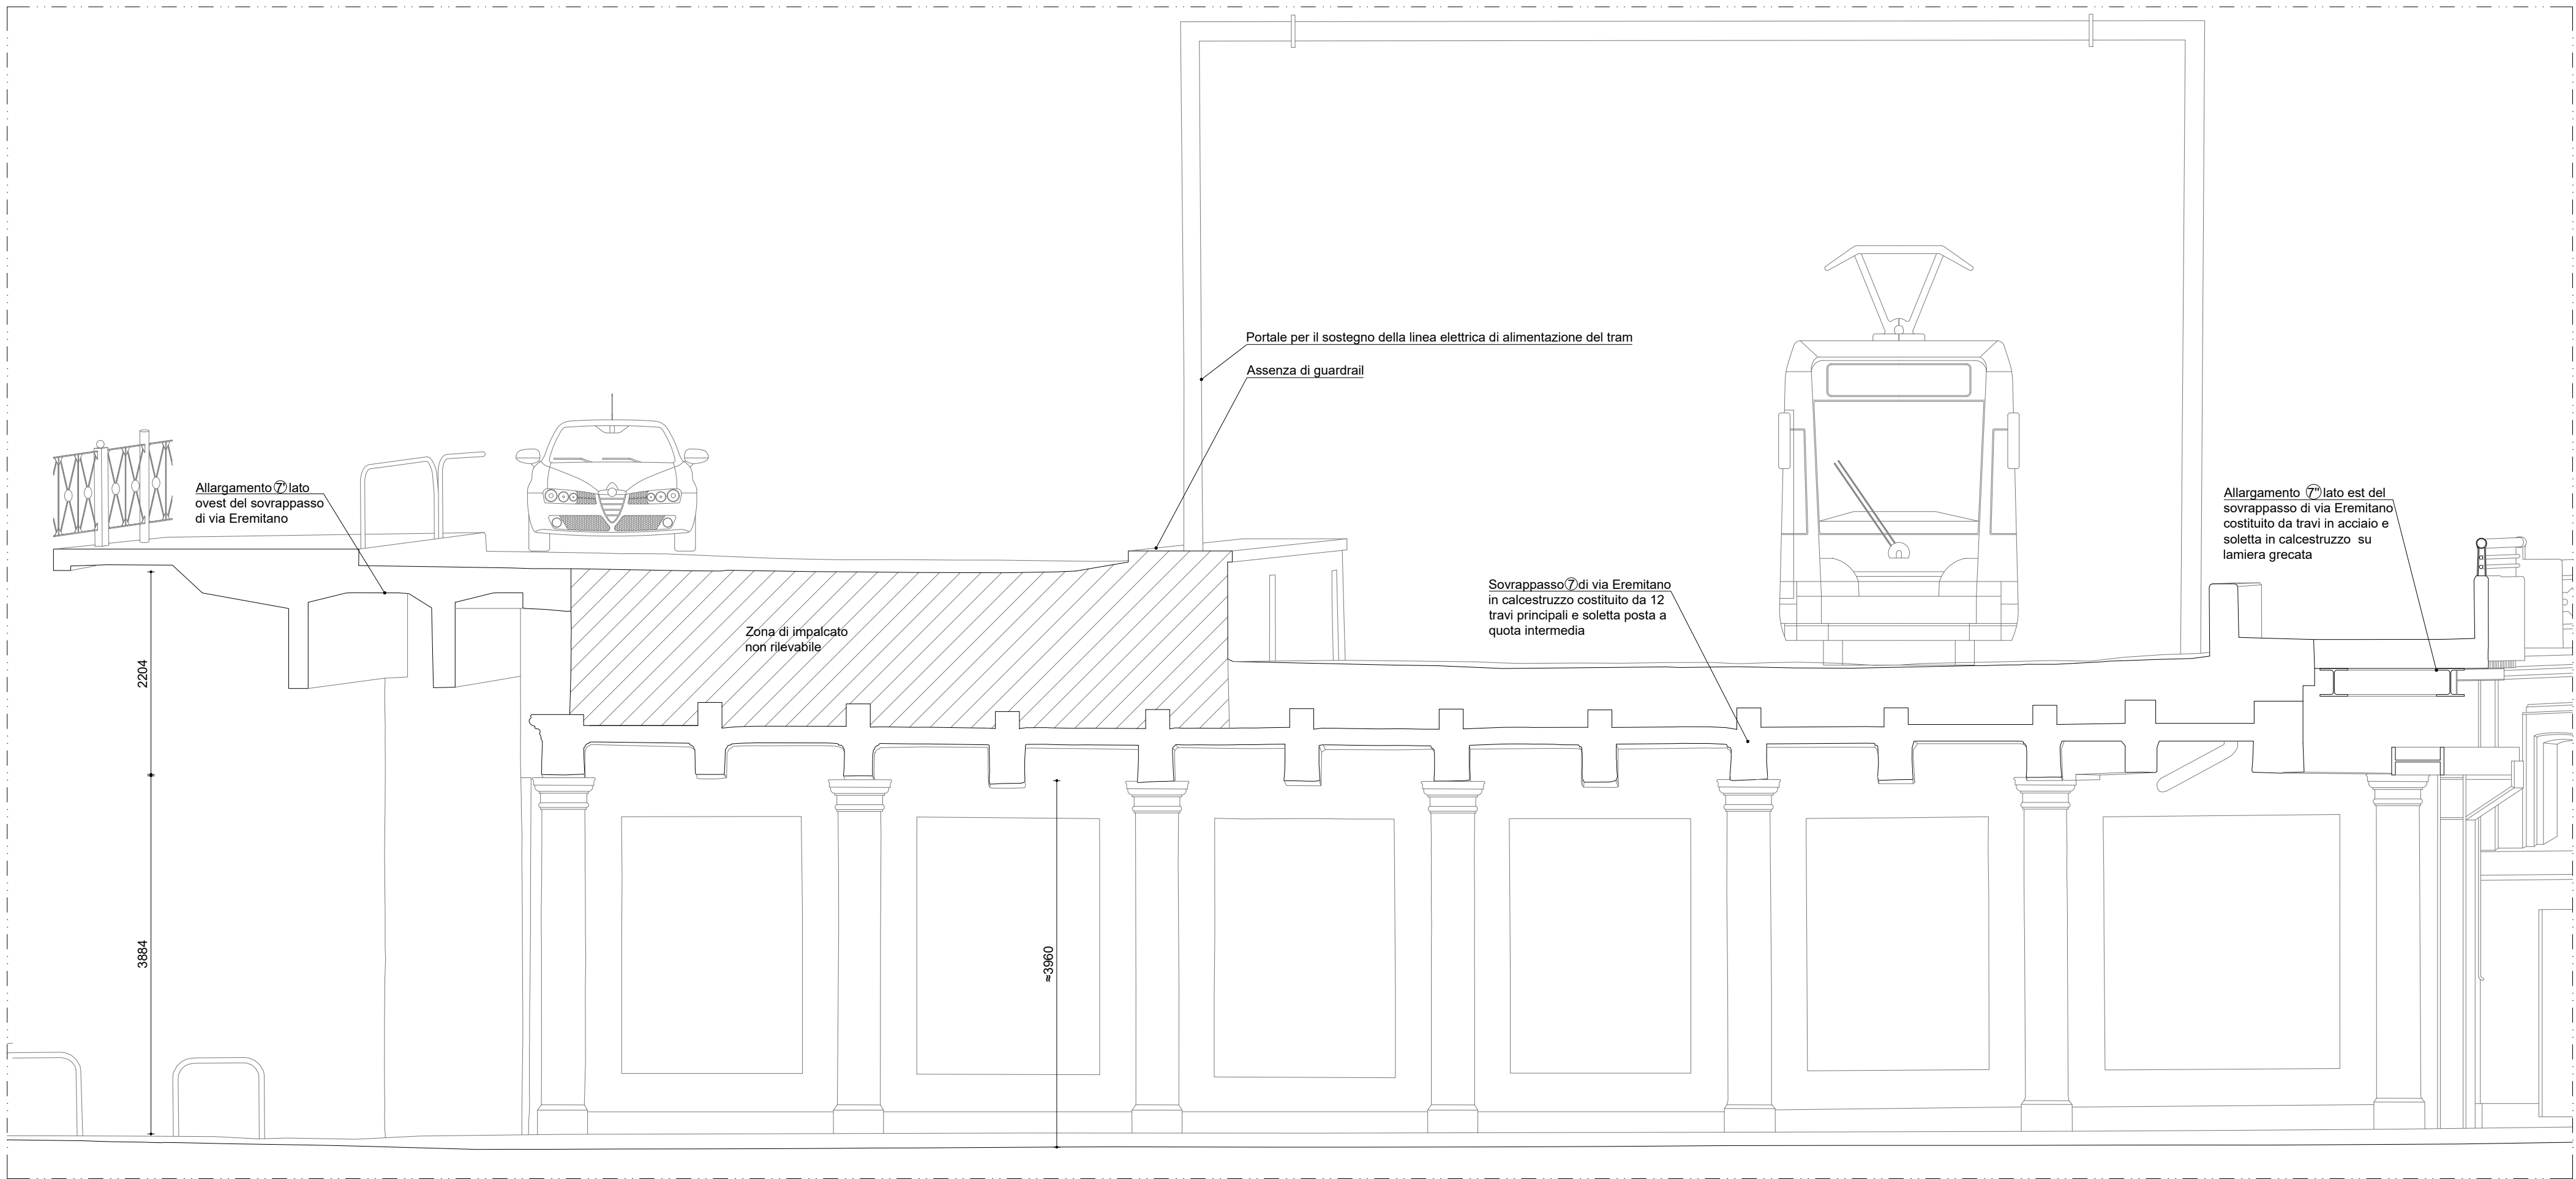 Portale per il sostegno della linea elettrica di alimentazione del tram
Assenza di guardrail
Allargamento 7' lato
ovest del sovrappasso
di via Eremitano
Allargamento 7" lato est del
sovrappasso di via Eremitano
costituito da travi in acciaio e
soletta in calcestruzzo su
lamiera grecata
Sovrappasso 7 di via Eremitano
in calcestruzzo costituito da 12
travi principali e soletta posta a
quota intermedia
Zona di impalcato
non rilevabile
2204
3884
≈3960